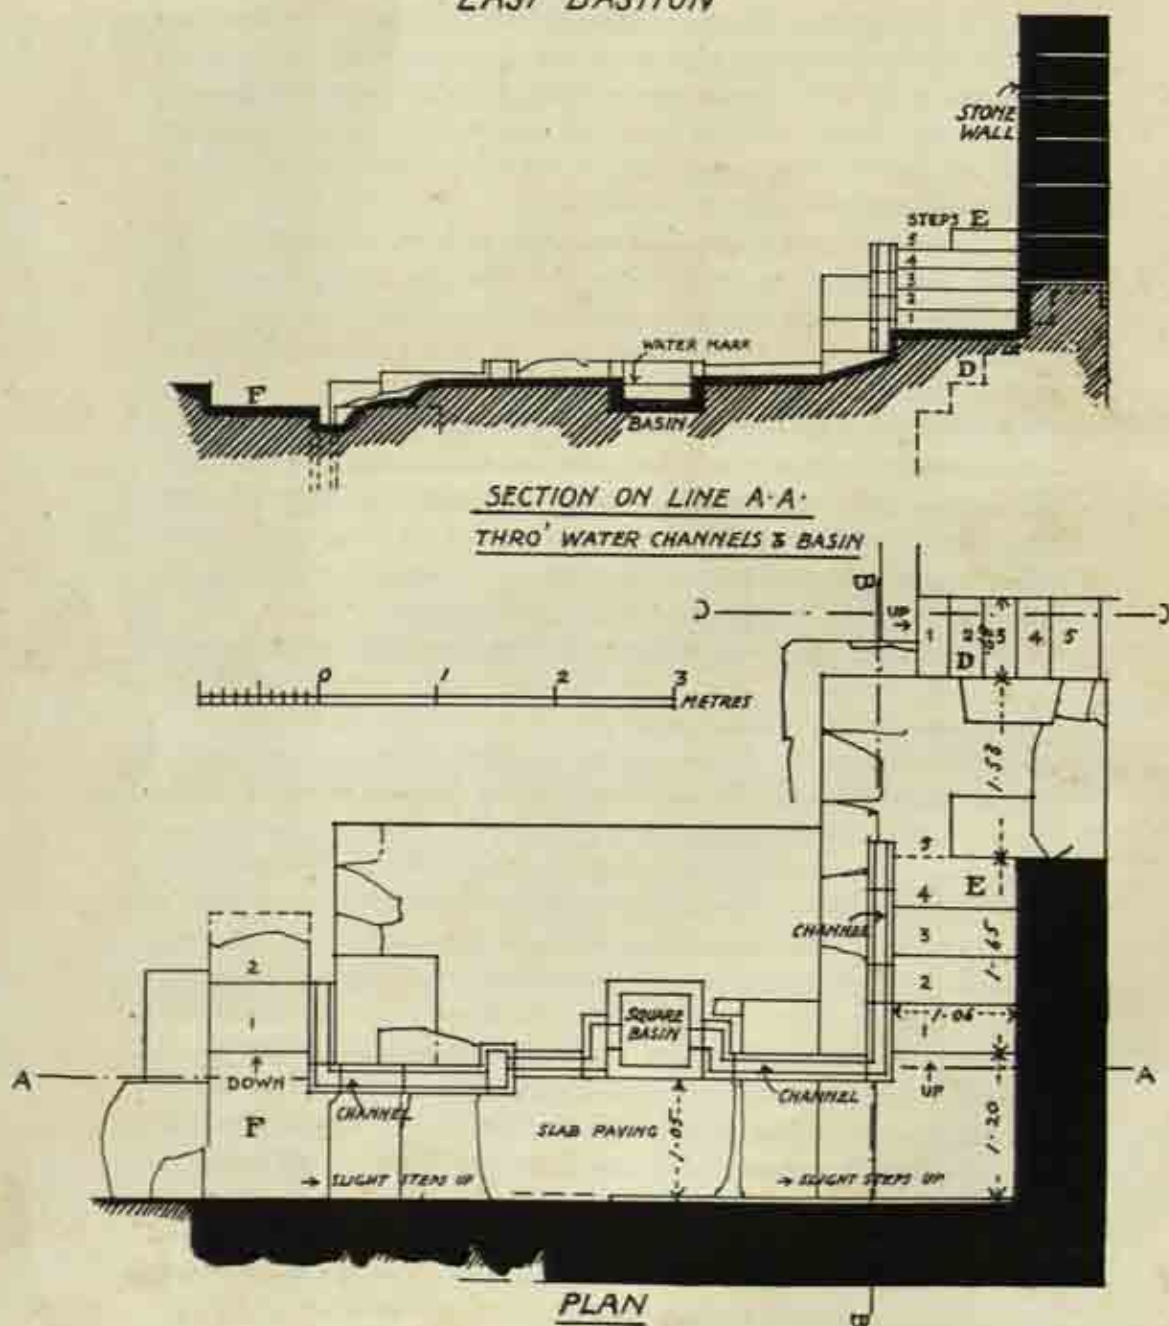 EAST BASTION
STONE
WALL
STEPS E
5
4
3
2
1
WATER MARK
F
D
BASIN
SECTION ON LINE A·A·
THRO' WATER CHANNELS & BASIN
B
UP
1 2 3 4 5
D
0 1 2 3
METRES
1·58
5
E
4
CHANNEL
3
1·65
2
2
SQUARE
BASIN
1·06
1
1
A
DOWN
CHANNEL
UP
A
CHANNEL
F
SLAB PAVING
1·05
1·20
SLIGHT STEPS UP
SLIGHT STEPS UP
PLAN
B